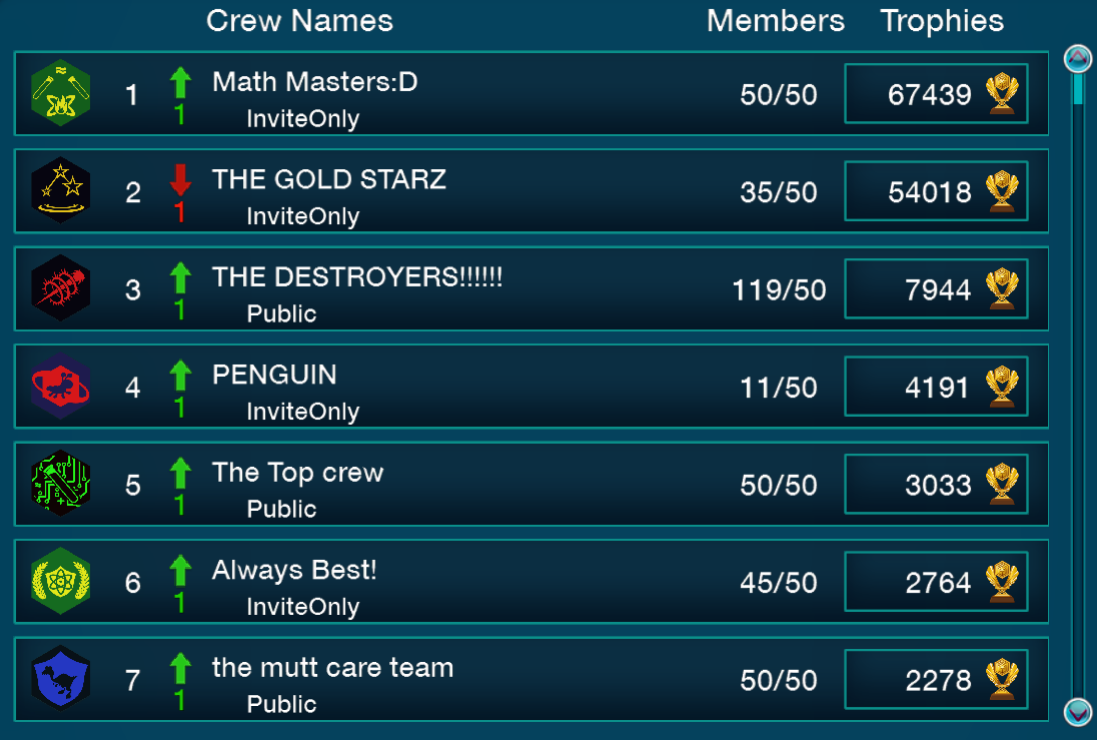 Crew Names Members Trophies
1 Math Masters:D 50/50 67439
1 InviteOnly
2 THE GOLD STARZ 35/50 54018
1 InviteOnly
3 THE DESTROYERS!!!!!! 119/50 7944
1 Public
4 PENGUIN 11/50 4191
1 InviteOnly
5 The Top crew 50/50 3033
1 Public
6 Always Best! 45/50 2764
1 InviteOnly
7 the mutt care team 50/50 2278
1 Public